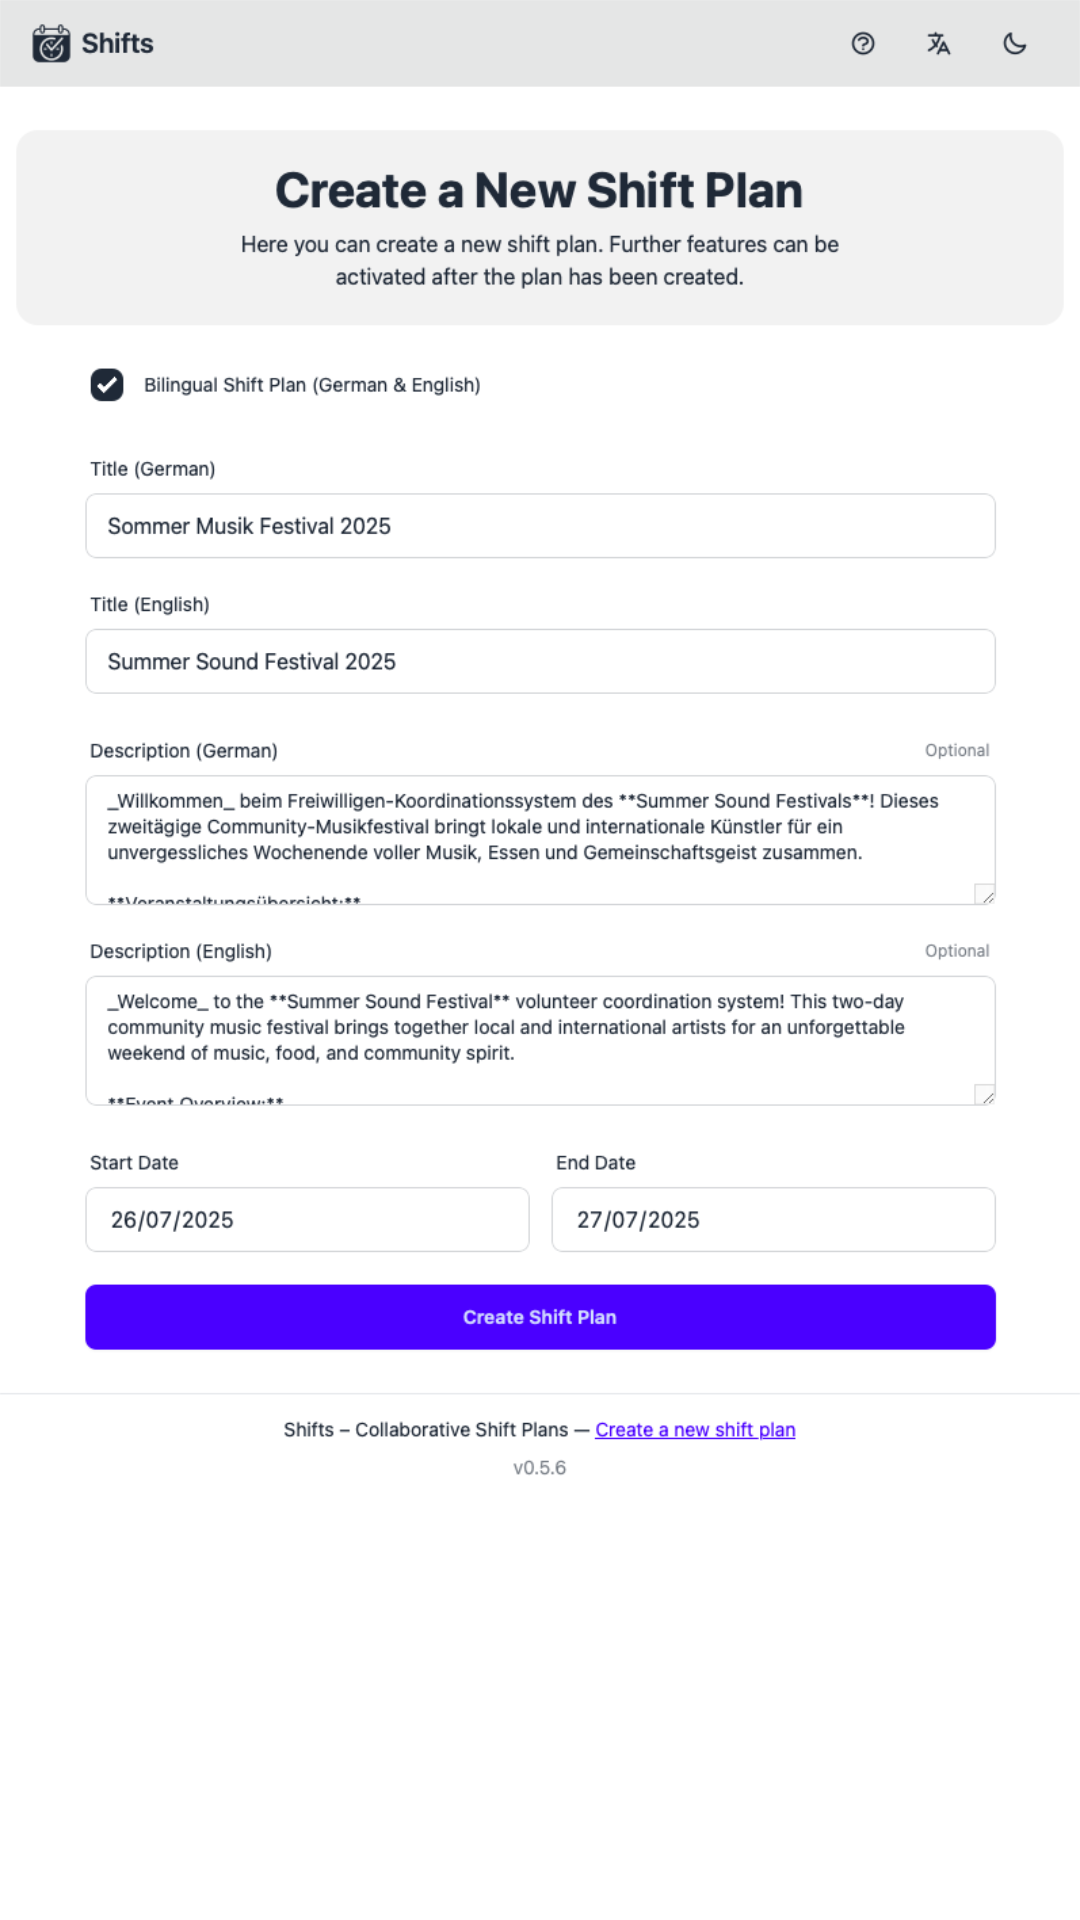 Shifts
Create a New Shift Plan
Here you can create a new shift plan. Further features can be
activated after the plan has been created.
Bilingual Shift Plan (German & English)
Title (German)
Sommer Musik Festival 2025
Title (English)
Summer Sound Festival 2025
Description (German)
Optional
_Willkommen_ beim Freiwilligen-Koordinationssystem des **Summer Sound Festivals**! Dieses
zweitägige Community-Musikfestival bringt lokale und internationale Künstler für ein
unvergessliches Wochenende voller Musik, Essen und Gemeinschaftsgeist zusammen.
**Veranstaltungsübersicht:**
Description (English)
Optional
_Welcome_ to the **Summer Sound Festival** volunteer coordination system! This two-day
community music festival brings together local and international artists for an unforgettable
weekend of music, food, and community spirit.
**Event Overview:**
Start Date
End Date
26/07/2025
27/07/2025
Create Shift Plan
Shifts – Collaborative Shift Plans — Create a new shift plan
v0.5.6